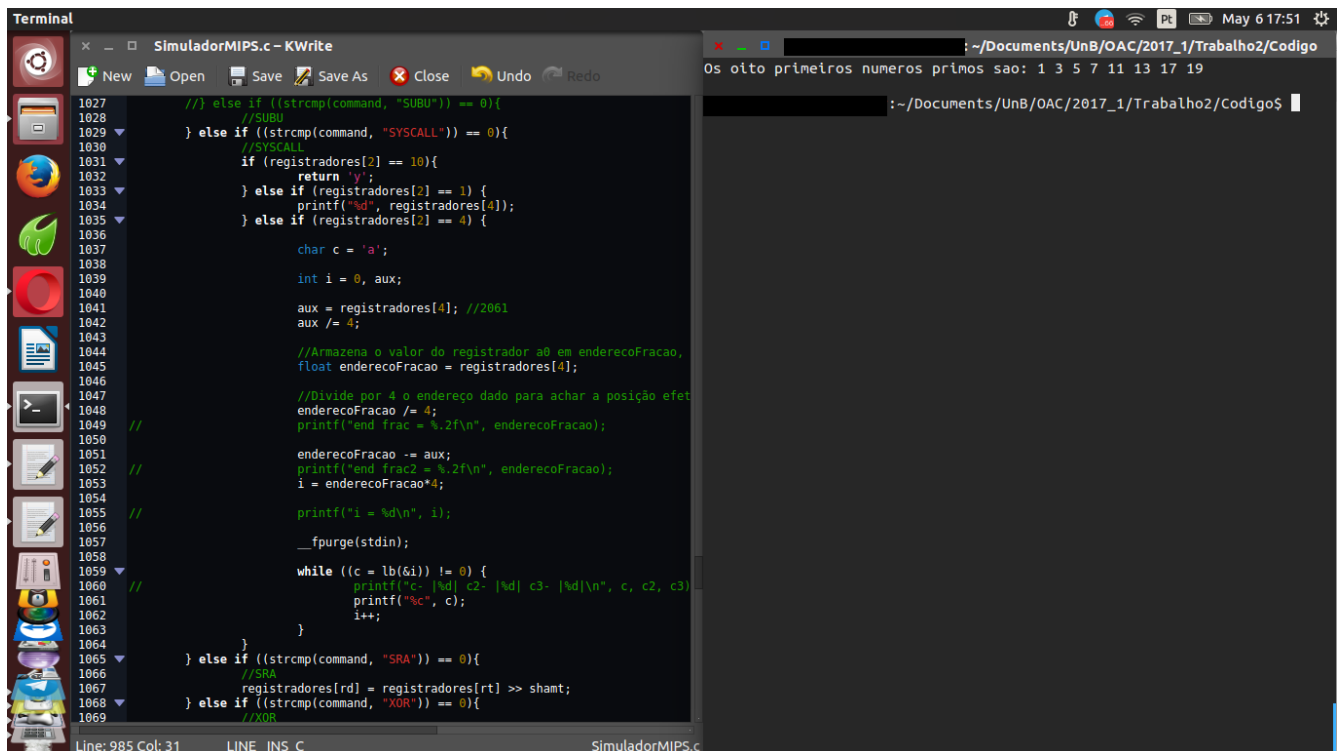 Terminal
Pt
May 6 17:51
SimuladorMIPS.c – KWrite
New Open Save Save As Close Undo Redo
1027 //} else if ((strcmp(command, "SUBU")) == 0){
1028 //SUBU
1029 } else if ((strcmp(command, "SYSCALL")) == 0){
1030 //SYSCALL
1031 if (registradores[2] == 10){
1032 return 'y';
1033 } else if (registradores[2] == 1) {
1034 printf("%d", registradores[4]);
1035 } else if (registradores[2] == 4) {
1036
1037 char c = 'a';
1038
1039 int i = 0, aux;
1040
1041 aux = registradores[4]; //2061
1042 aux /= 4;
1043
1044 //Armazena o valor do registrador a0 em enderecoFracao,
1045 float enderecoFracao = registradores[4];
1046
1047 //Divide por 4 o endereço dado para achar a posição efet
1048 enderecoFracao /= 4;
1049 // printf("end frac = %.2f\n", enderecoFracao);
1050
1051 enderecoFracao -= aux;
1052 // printf("end frac2 = %.2f\n", enderecoFracao);
1053 i = enderecoFracao*4;
1054
1055 // printf("i = %d\n", i);
1056
1057 __fpurge(stdin);
1058
1059 while ((c = lb(&i)) != 0) {
1060 // printf("c- |%d| c2- |%d| c3- |%d|\n", c, c2, c3)
1061 printf("%c", c);
1062 i++;
1063 }
1064 }
1065 } else if ((strcmp(command, "SRA")) == 0){
1066 //SRA
1067 registradores[rd] = registradores[rt] >> shamt;
1068 } else if ((strcmp(command, "XOR")) == 0){
1069 //XOR
Line: 985 Col: 31 LINE INS C SimuladorMIPS.c
: ~/Documents/UnB/OAC/2017_1/Trabalho2/Codigo
Os oito primeiros numeros primos sao: 1 3 5 7 11 13 17 19
:~/Documents/UnB/OAC/2017_1/Trabalho2/Codigo$